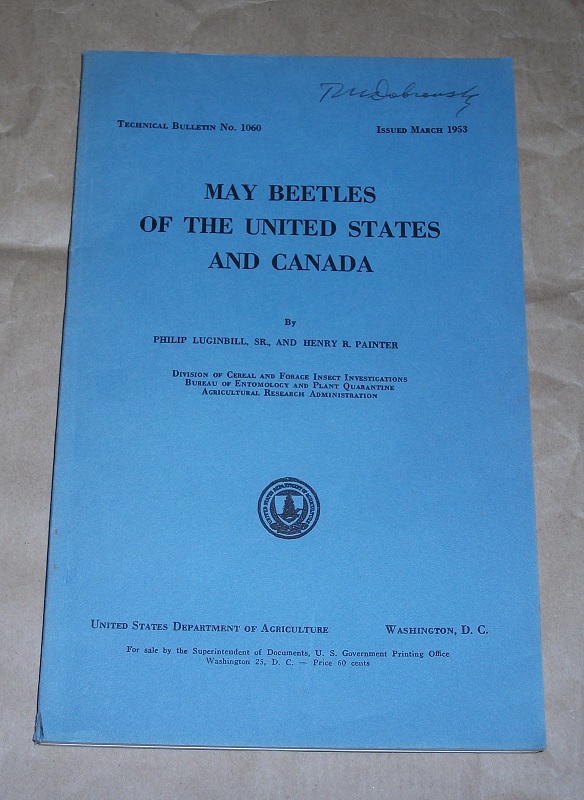 Technical Bulletin No. 1060 Issued March 1953
MAY BEETLES
OF THE UNITED STATES
AND CANADA
By
PHILIP LUGINBILL, SR., AND HENRY R. PAINTER
Division of Cereal and Forage Insect Investigations
Bureau of Entomology and Plant Quarantine
Agricultural Research Administration
United States Department of Agriculture Washington, D. C.
For sale by the Superintendent of Documents, U. S. Government Printing Office
Washington 25, D. C. — Price 60 cents